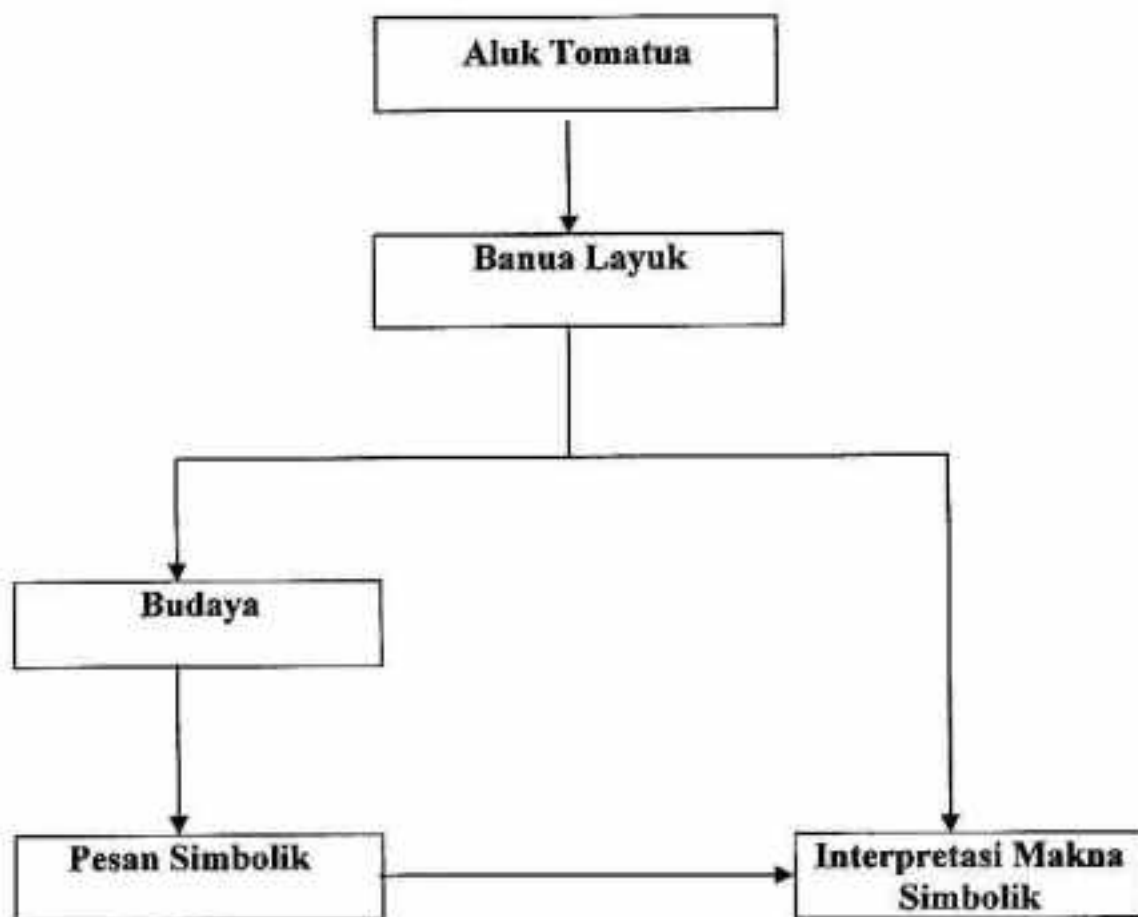 Aluk Tomatua
Banua Layuk
Budaya
Pesan Simbolik
Interpretasi Makna
Simbolik